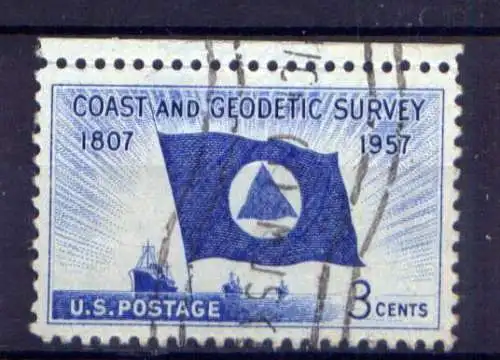 COAST AND GEODETIC SURVEY
1807 1957
U.S. POSTAGE 3 CENTS